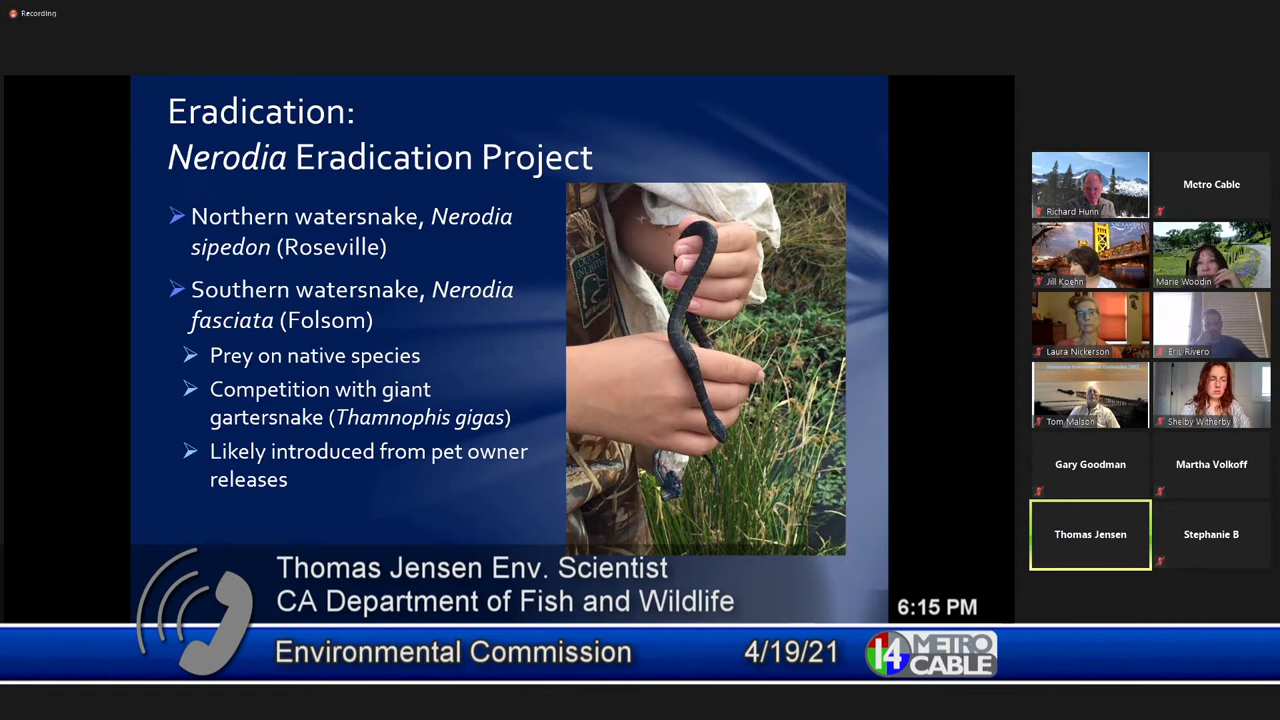 Recording
Eradication:
Nerodia Eradication Project
Northern watersnake, Nerodia
sipedon (Roseville)
Southern watersnake, Nerodia
fasciata (Folsom)
Prey on native species
Competition with giant
gartersnake (Thamnophis gigas)
Likely introduced from pet owner
releases
Thomas Jensen Env. Scientist
CA Department of Fish and Wildlife
6:15 PM
Environmental Commission
4/19/21
14 METRO
CABLE
Richard Hunn
Metro Cable
Jill Koehn
Marie Woodin
Laura Nickerson
Eric Rivero
Tom Malson
Shelby Witherby
Gary Goodman
Martha Volkoff
Thomas Jensen
Stephanie B